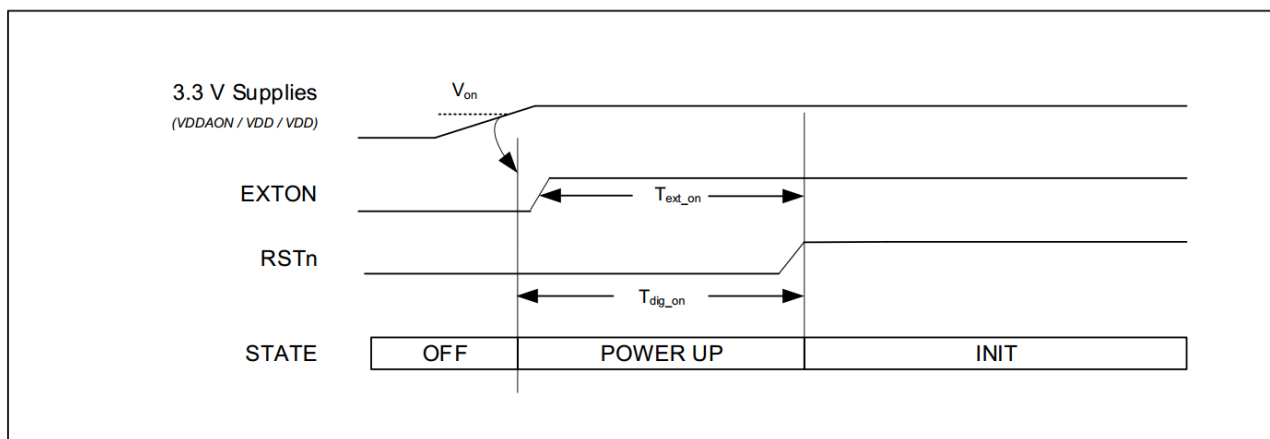 3.3 V Supplies
(VDDAON / VDD / VDD)
Von
EXTON
Text_on
RSTn
Tdig_on
STATE
OFF
POWER UP
INIT